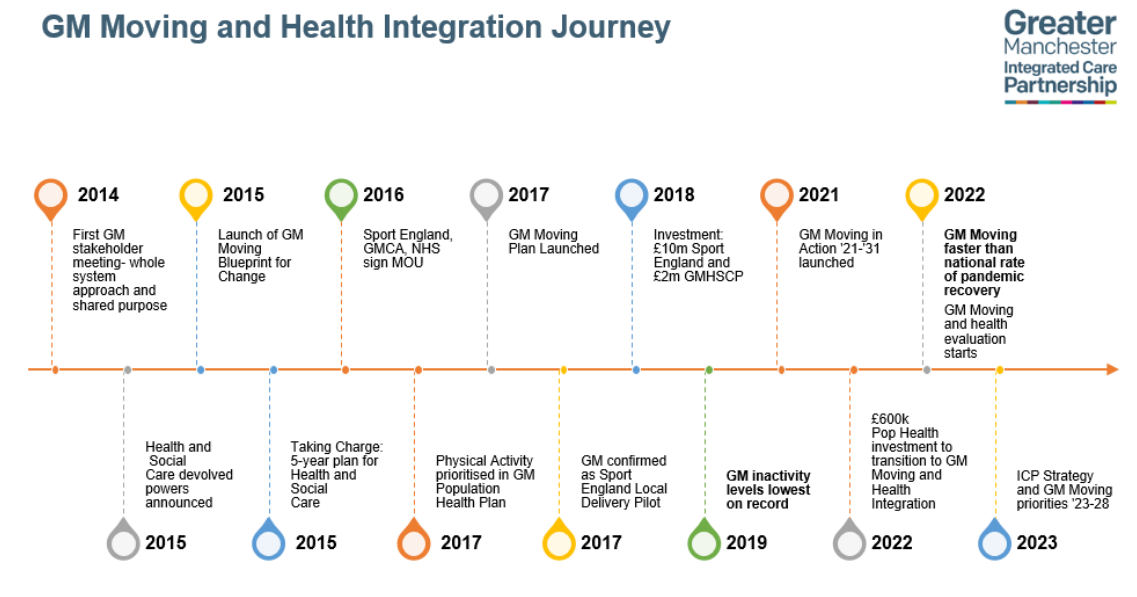 GM Moving and Health Integration Journey
Greater
Manchester
Integrated Care
Partnership
2014
First GM
stakeholder
meeting- whole
system
approach and
shared purpose
2015
Launch of GM
Moving
Blueprint for
Change
2016
Sport England,
GMCA, NHS
sign MOU
2017
GM Moving
Plan Launched
2018
Investment:
£10m Sport
England and
£2m GMHSCP
2021
GM Moving in
Action '21-'31
launched
2022
GM Moving
faster than
national rate
of pandemic
recovery
GM Moving
and health
evaluation
starts
Health and
Social
Care devolved
powers
announced
2015
Taking Charge:
5-year plan for
Health and
Social
Care
2015
Physical Activity
prioritised in GM
Population
Health Plan
2017
GM confirmed
as Sport
England Local
Delivery Pilot
2017
GM inactivity
levels lowest
on record
2019
£600k
Pop Health
investment to
transition to GM
Moving and
Health
Integration
2022
ICP Strategy
and GM Moving
priorities '23-28
2023